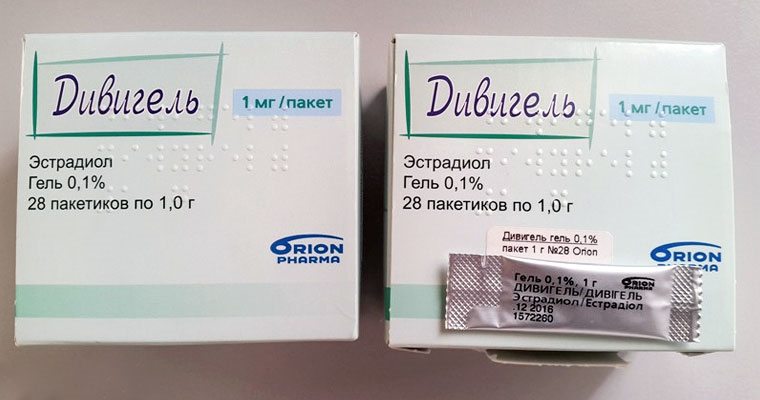 Дивигель
1 мг/пакет
Эстрадиол
Гель 0,1%
28 пакетиков по 1,0 г
ORION
PHARMA
Дивигель
1 мг/пакет
Эстрадиол
Гель 0,1%
28 пакетиков по 1,0 г
ORION
Дивигель гель 0,1%
пакет 1 г №28 Orion
Гель 0,1%, 1 г
ORION
PHARMA
ДИВИГЕЛЬ/ДИВІГЕЛЬ
Эстрадиол/Естрадіол
.12 2016
1572260